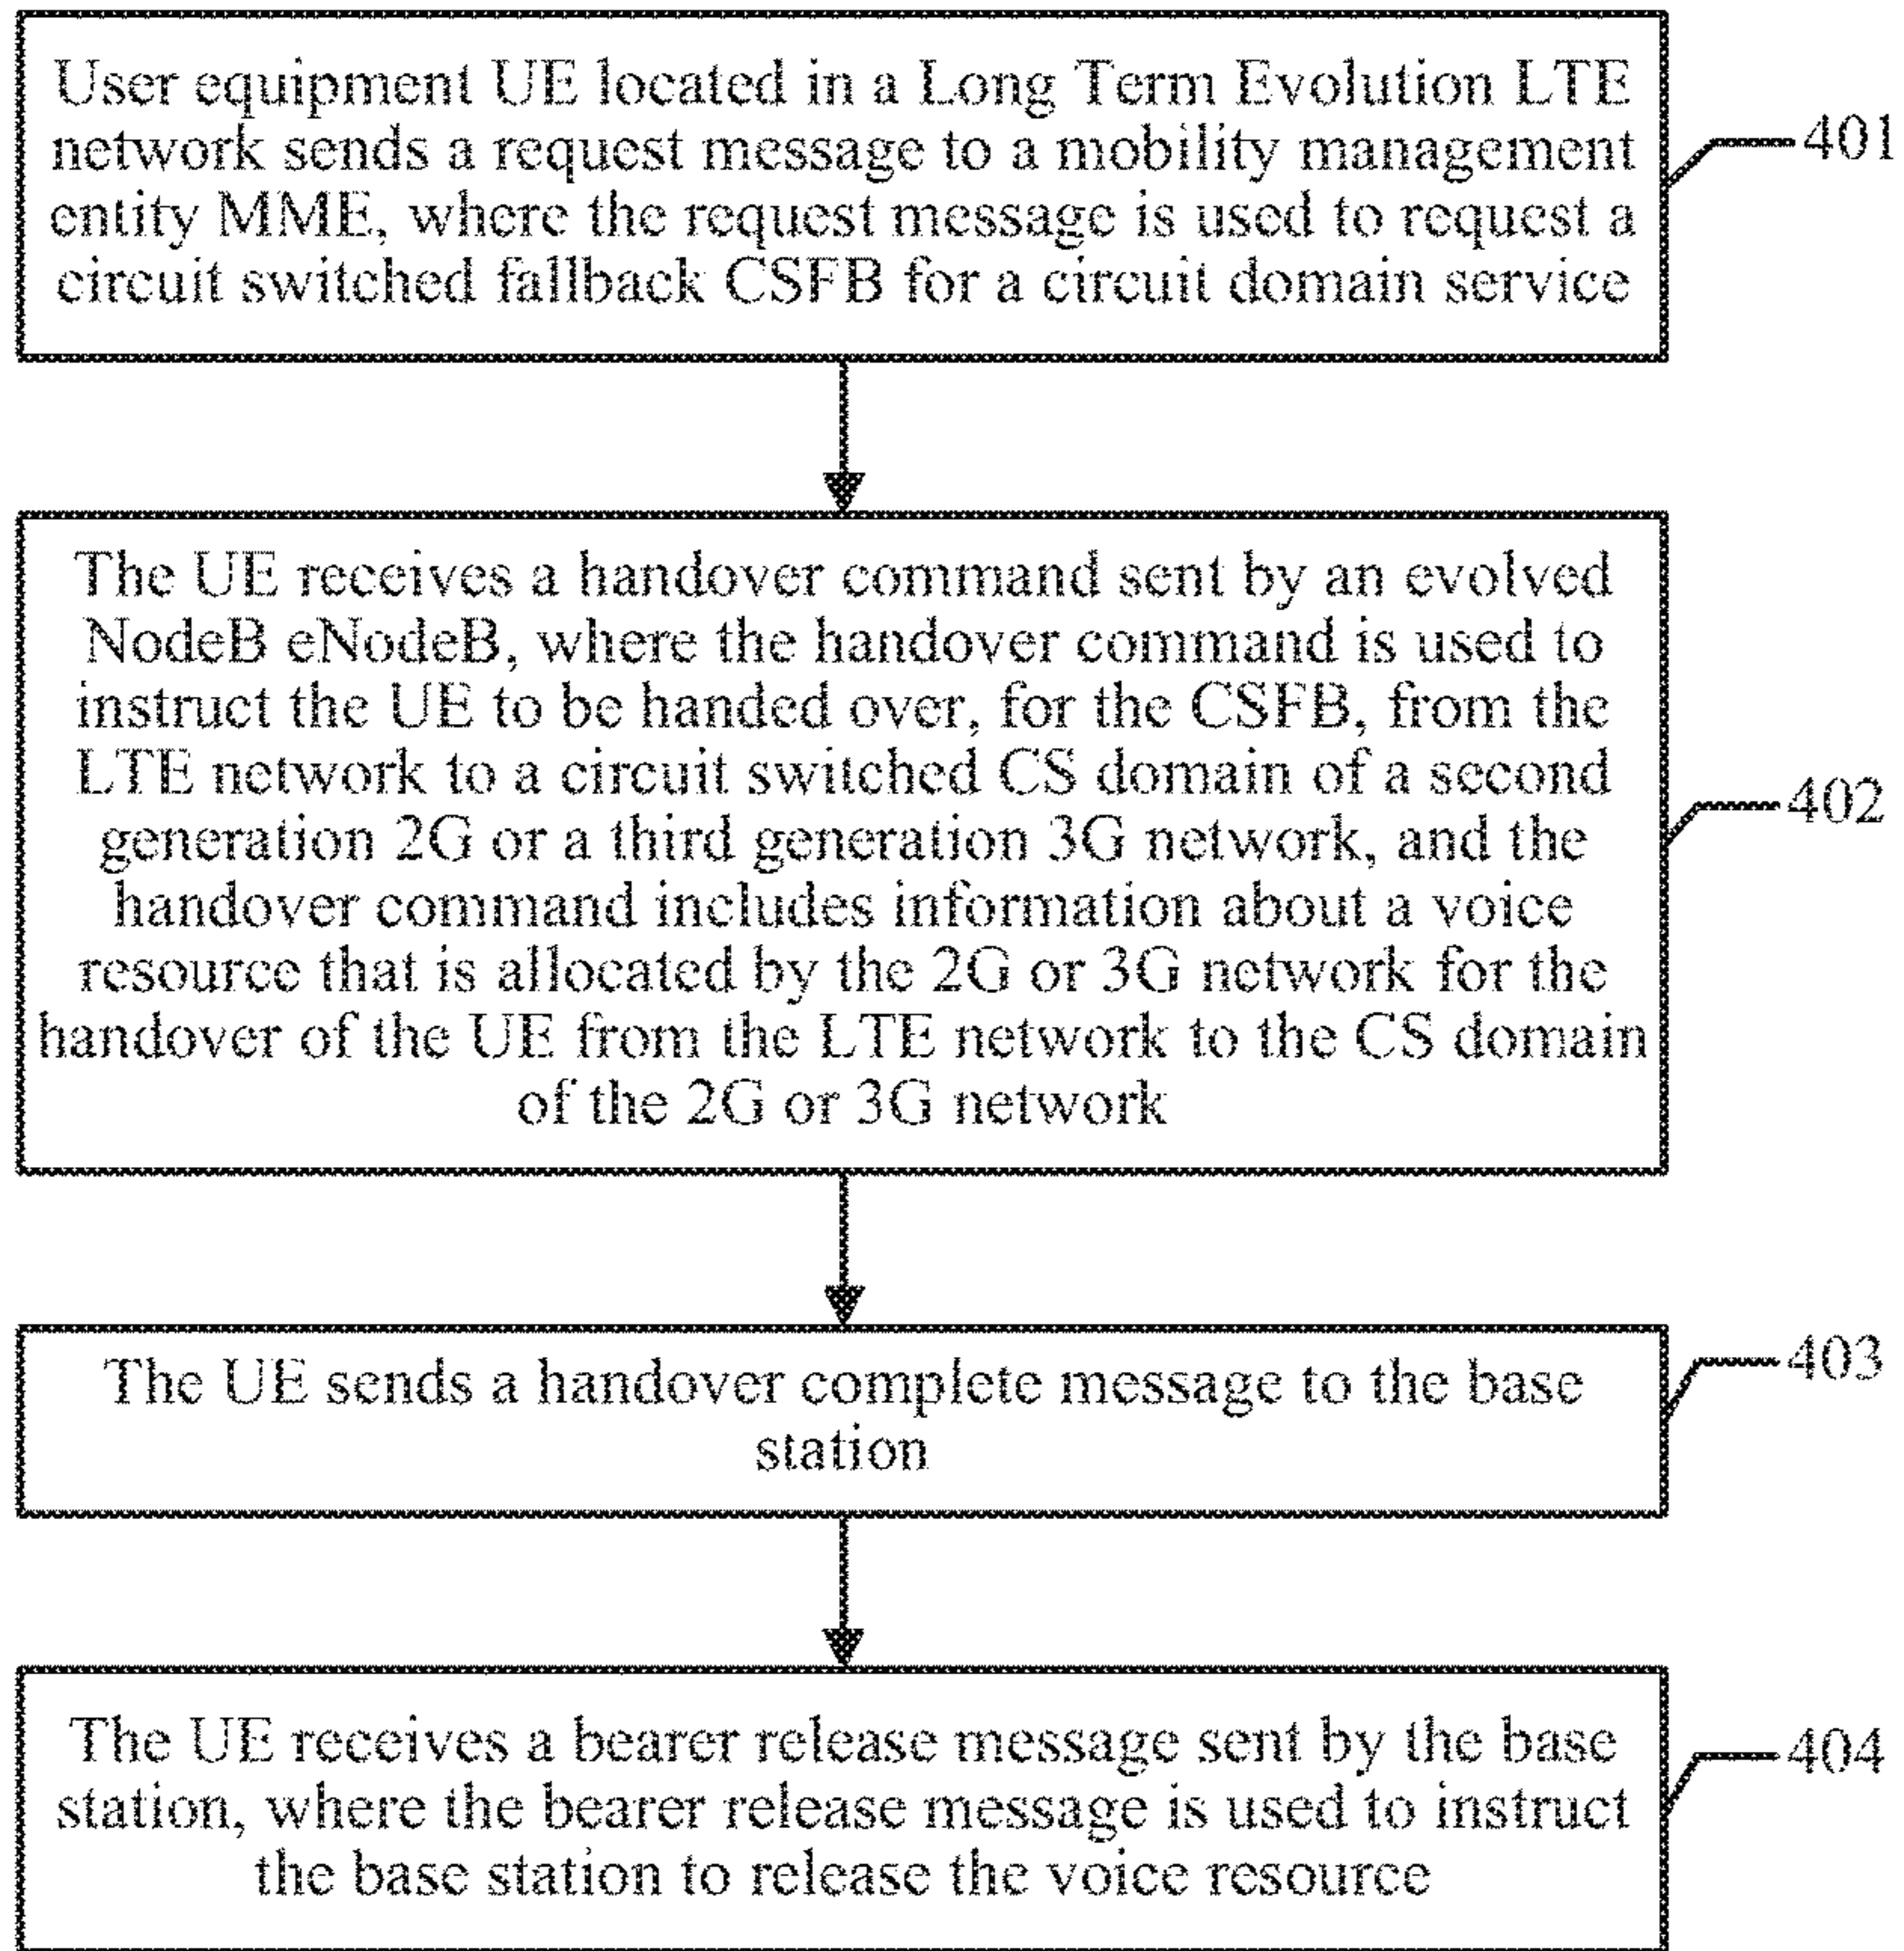 User equipment UE located in a Long Term Evolution LTE
network sends a request message to a mobility management
entity MME, where the request message is used to request a
circuit switched fallback CSFB for a circuit domain service
401
The UE receives a handover command sent by an evolved
NodeB eNodeB, where the handover command is used to
instruct the UE to be handed over, for the CSFB, from the
LTE network to a circuit switched CS domain of a second
generation 2G or a third generation 3G network, and the
handover command includes information about a voice
resource that is allocated by the 2G or 3G network for the
handover of the UE from the LTE network to the CS domain
of the 2G or 3G network
402
The UE sends a handover complete message to the base
station
403
The UE receives a bearer release message sent by the base
station, where the bearer release message is used to instruct
the base station to release the voice resource
404